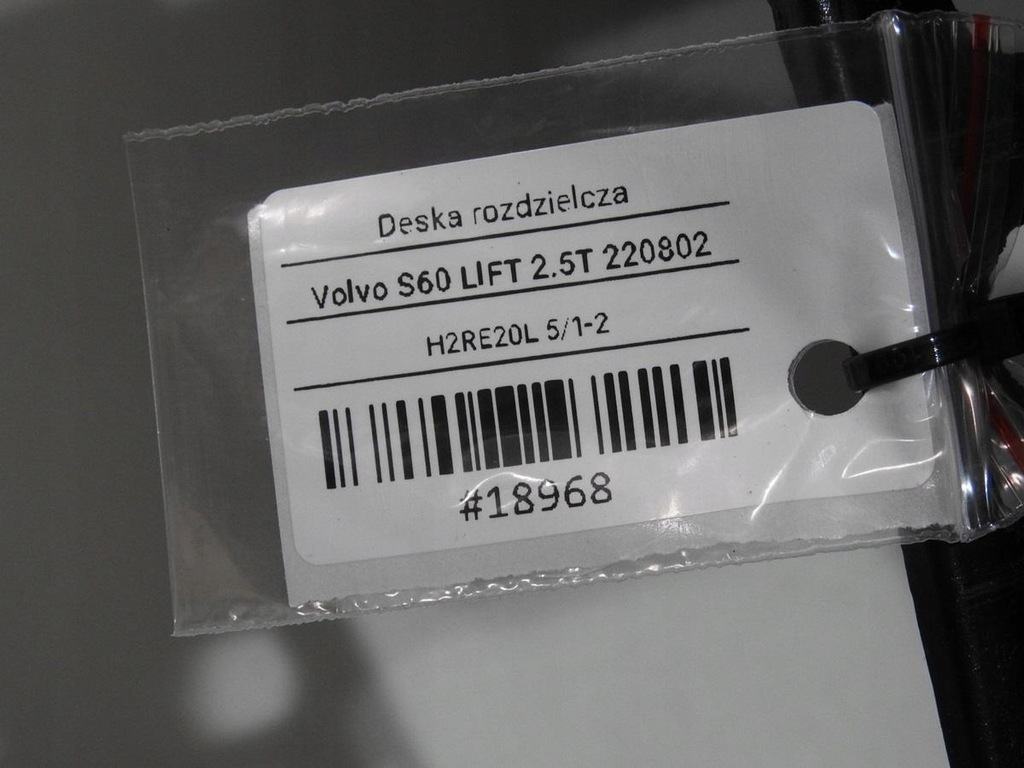 Deska rozdzielcza
Volvo S60 LIFT 2.5T 220802
H2RE20L 5/1-2
#18968